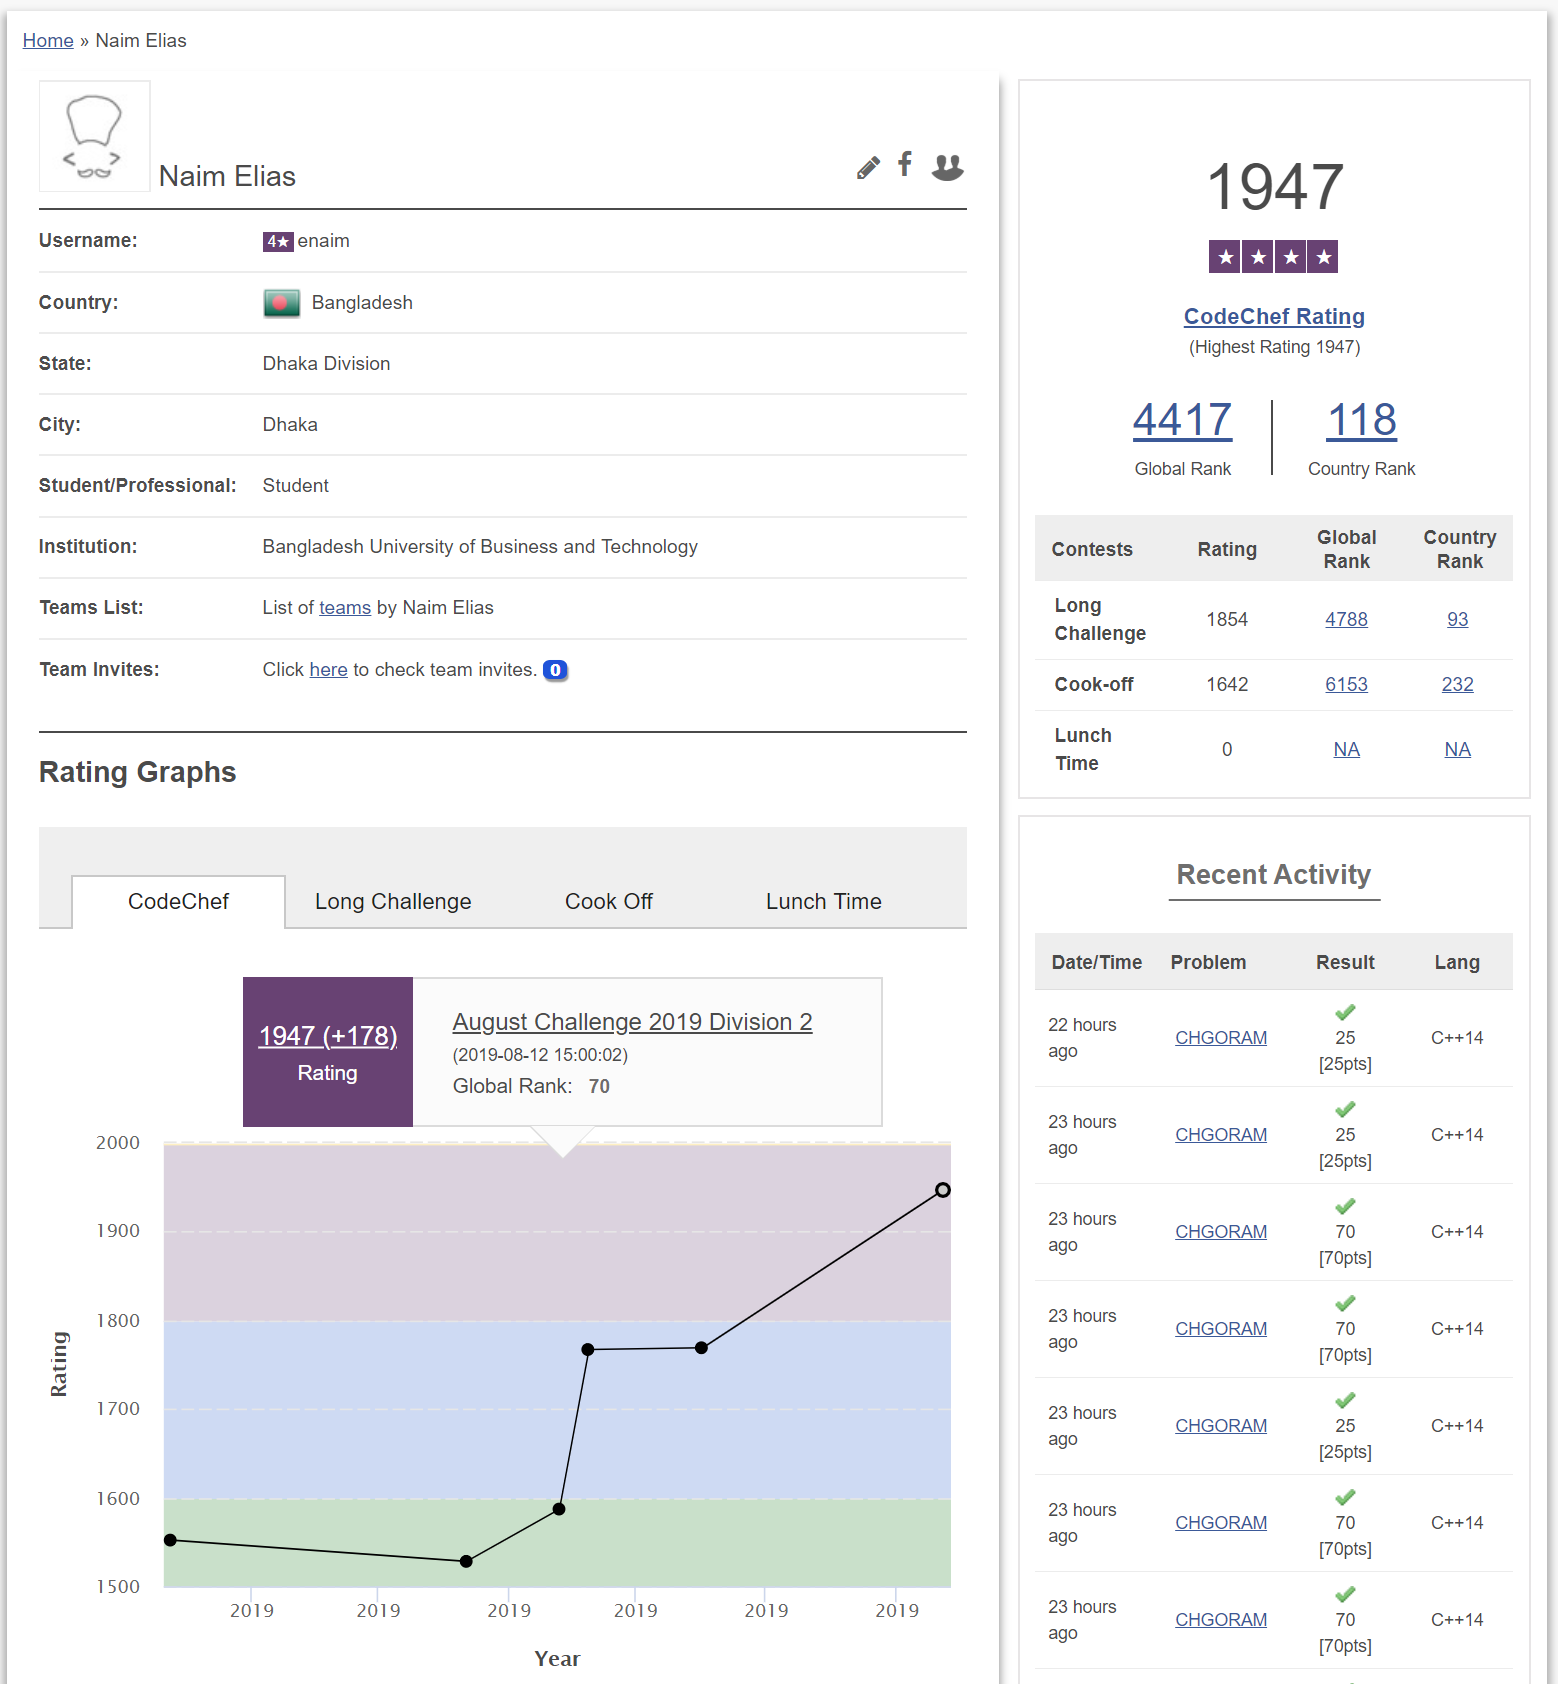 Home » Naim Elias
Naim Elias
Username: 4★ enaim
Country: Bangladesh
State: Dhaka Division
City: Dhaka
Student/Professional: Student
Institution: Bangladesh University of Business and Technology
Teams List: List of teams by Naim Elias
Team Invites: Click here to check team invites. 0
Rating Graphs
CodeChef Long Challenge Cook Off Lunch Time
1947 (+178)
Rating
August Challenge 2019 Division 2
(2019-08-12 15:00:02)
Global Rank: 70
2000
1900
1800
1700
1600
1500
Rating
2019 2019 2019 2019 2019 2019
Year
1947
★ ★ ★ ★
CodeChef Rating
(Highest Rating 1947)
4417 118
Global Rank Country Rank
Contests Rating Global Rank Country Rank
Long Challenge 1854 4788 93
Cook-off 1642 6153 232
Lunch Time 0 NA NA
Recent Activity
Date/Time Problem Result Lang
22 hours ago CHGORAM 25 [25pts] C++14
23 hours ago CHGORAM 25 [25pts] C++14
23 hours ago CHGORAM 70 [70pts] C++14
23 hours ago CHGORAM 70 [70pts] C++14
23 hours ago CHGORAM 25 [25pts] C++14
23 hours ago CHGORAM 70 [70pts] C++14
23 hours ago CHGORAM 70 [70pts] C++14